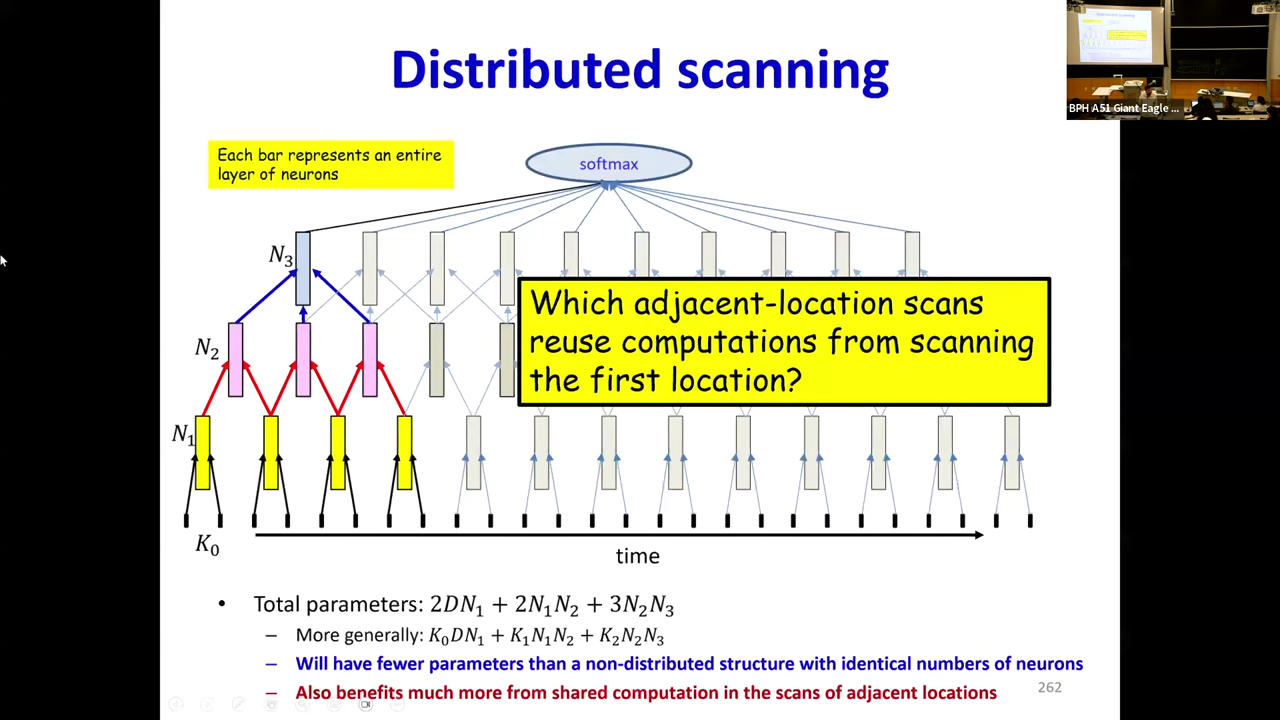 Distributed scanning
BPH A51 Giant Eagle ...
Each bar represents an entire
layer of neurons
softmax
N₃
Which adjacent-location scans
reuse computations from scanning
the first location?
N₂
N₁
K₀
time
• Total parameters: 2DN₁ + 2N₁N₂ + 3N₂N₃
– More generally: K₀DN₁ + K₁N₁N₂ + K₂N₂N₃
– Will have fewer parameters than a non-distributed structure with identical numbers of neurons
– Also benefits much more from shared computation in the scans of adjacent locations
262